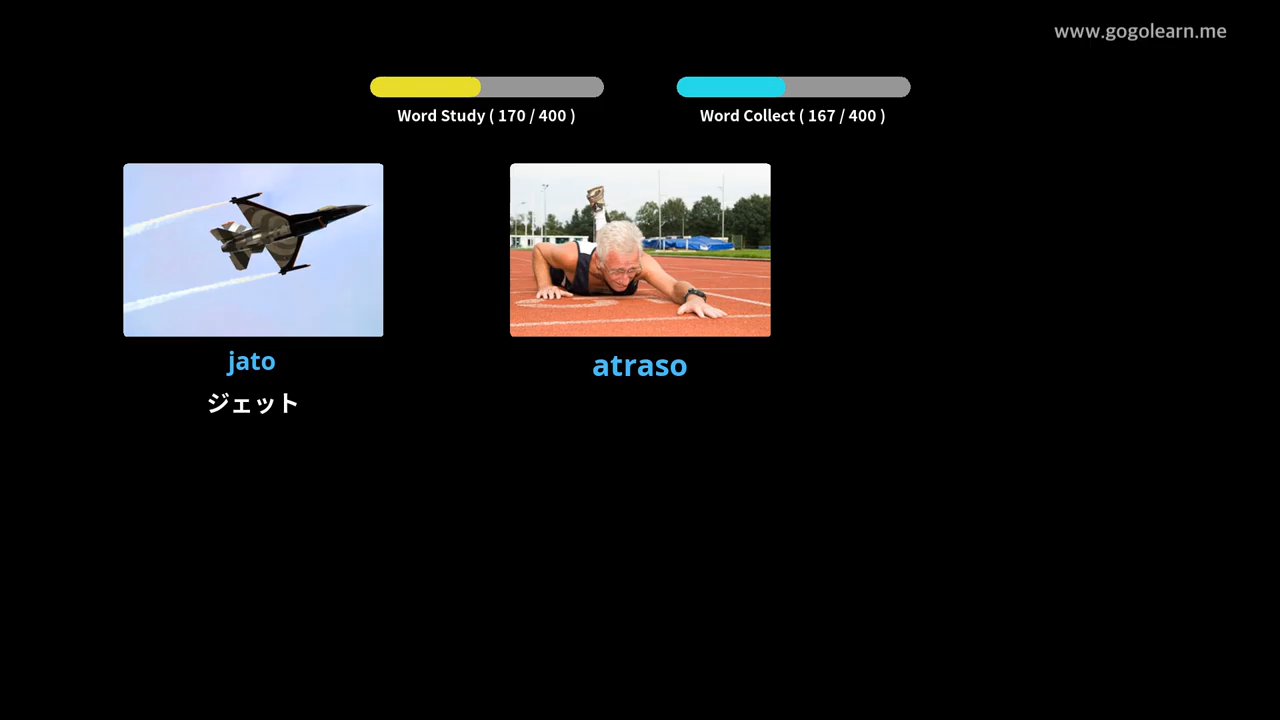 www.gogolearn.me
Word Study ( 170 / 400 )
Word Collect ( 167 / 400 )
jato
ジェット
atraso